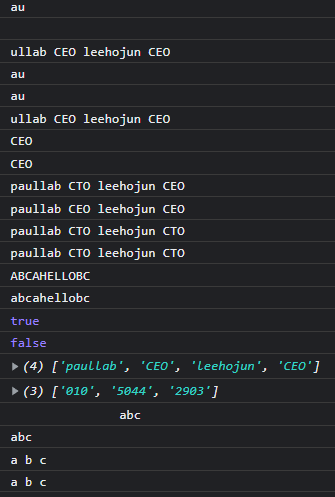 au
ullab CEO leehojun CEO
au
au
ullab CEO leehojun CEO
CEO
CEO
paullab CTO leehojun CEO
paullab CEO leehojun CEO
paullab CTO leehojun CTO
paullab CTO leehojun CTO
ABCAHELLOBC
abcahellobc
true
false
▶ (4) ['paullab', 'CEO', 'leehojun', 'CEO']
▶ (3) ['010', '5044', '2903']
abc
abc
a b c
a b c